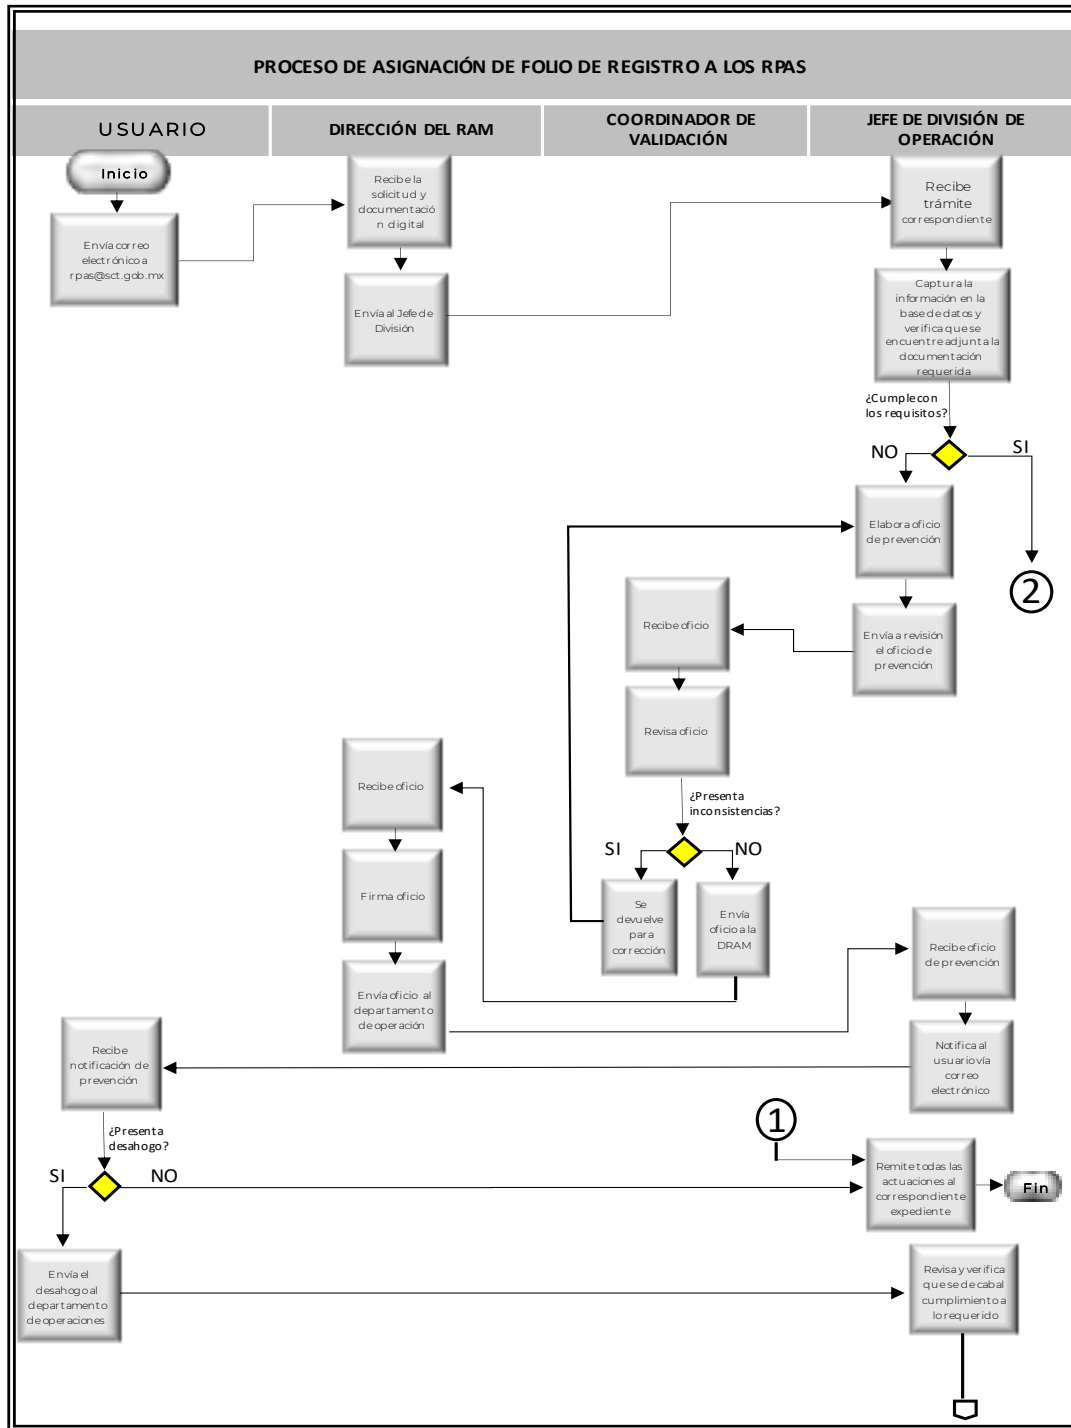 PROCESO DE ASIGNACIÓN DE FOLIO DE REGISTRO A LOS RPAS
USUARIO
DIRECCIÓN DEL RAM
COORDINADOR DE
VALIDACIÓN
JEFE DE DIVISIÓN DE
OPERACIÓN
Inicio
Envía correo
electrónico a
rpas@sct.gob.mx
Recibe la
solicitud y
documentació
n digital
Envía al Jefe de
División
Recibe
trámite
correspondiente
Captura la
información en la
base de datos y
verifica que se
encuentre adjunta la
documentación
requerida
¿Cumple con
los requisitos?
NO
SI
Elabora oficio
de prevención
2
Envía a revisión
el oficio de
prevención
Recibe oficio
Revisa oficio
¿Presenta
inconsistencias?
SI
NO
Se
devuelve
para
corrección
Envía
oficio a la
DRAM
Recibe oficio
Firma oficio
Envía oficio al
departamento
de operación
Recibe oficio
de prevención
Notifica al
usuario vía
correo
electrónico
Recibe
notificación de
prevención
¿Presenta
desahogo?
SI
NO
1
Remite todas las
actuaciones al
correspondiente
expediente
Fin
Envía el
desahogo al
departamento
de operaciones
Revisa y verifica
que se de cabal
cumplimiento a
lo requerido